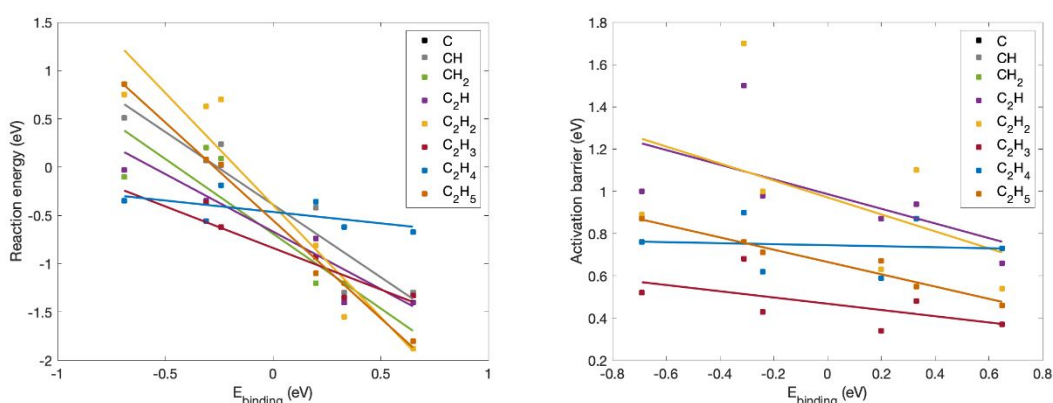 1.5
1
0.5
0
-0.5
-1
-1.5
-2
Reaction energy (eV)
-1 -0.5 0 0.5 1
E_binding (eV)
C
CH
CH₂
C₂H
C₂H₂
C₂H₃
C₂H₄
C₂H₅
1.8
1.6
1.4
1.2
1
0.8
0.6
0.4
0.2
Activation barrier (eV)
-0.8 -0.6 -0.4 -0.2 0 0.2 0.4 0.6 0.8
E_binding (eV)
C
CH
CH₂
C₂H
C₂H₂
C₂H₃
C₂H₄
C₂H₅